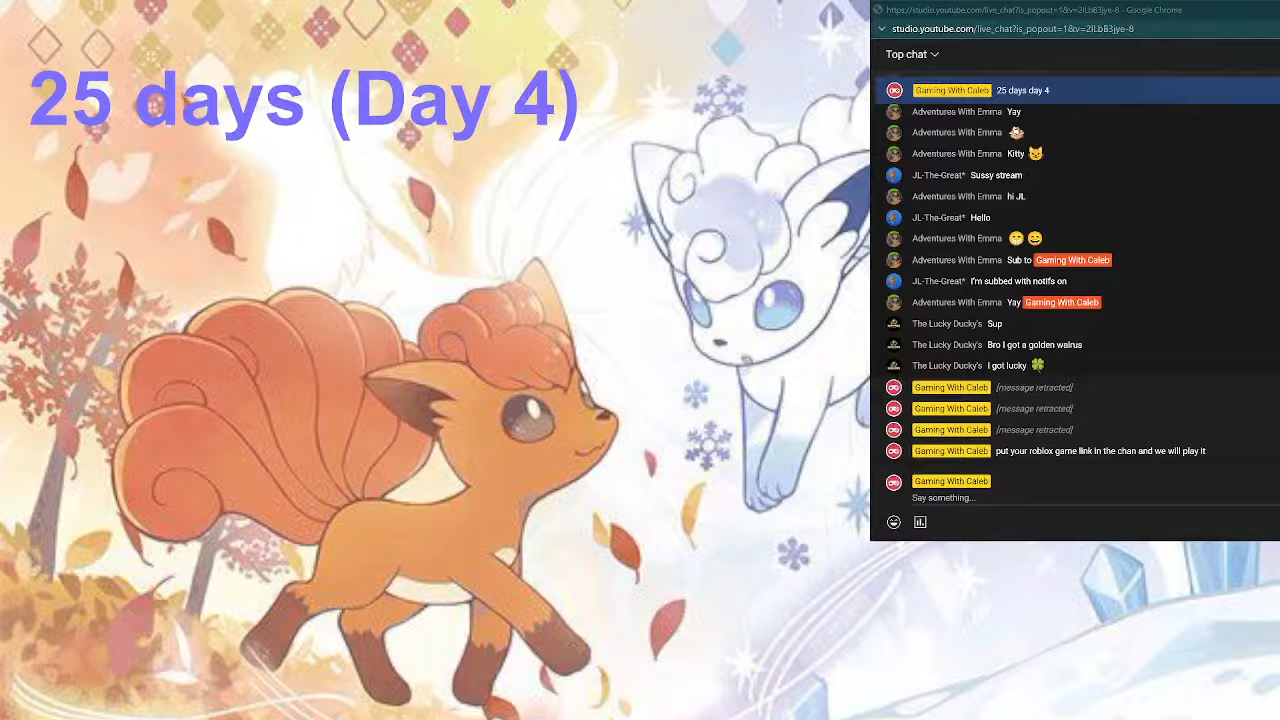 25 days (Day 4)
https://studio.youtube.com/live_chat?is_popout=1&v=2ILbB3jye-8 - Google Chrome
studio.youtube.com/live_chat?is_popout=1&v=2ILbB3jye-8
Top chat
Gaming With Caleb 25 days day 4
Adventures With Emma Yay
Adventures With Emma
Adventures With Emma Kitty 😼
JL-The-Great* Sussy stream
Adventures With Emma hi JL
JL-The-Great* Hello
Adventures With Emma 😁 😄
Adventures With Emma Sub to Gaming With Caleb
JL-The-Great* I'm subbed with notifs on
Adventures With Emma Yay Gaming With Caleb
The Lucky Ducky's Sup
The Lucky Ducky's Bro I got a golden walrus
The Lucky Ducky's I got lucky 🍀
Gaming With Caleb [message retracted]
Gaming With Caleb [message retracted]
Gaming With Caleb [message retracted]
Gaming With Caleb put your roblox game link in the chan and we will play it
Gaming With Caleb
Say something...